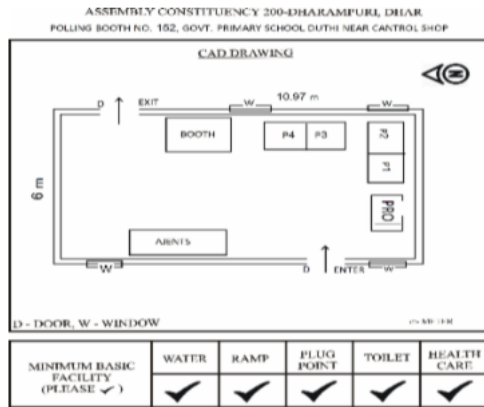 ASSEMBLY CONSTITUENCY 200-DHARAMPURI, DHAR
POLLING BOOTH NO. 152, GOVT. PRIMARY SCHOOL DUTHI NEAR CANTROL SHOP
CAD DRAWING
N
10.97 m
D EXIT W W
BOOTH P4 P3 P2
P1
6 m
PRO
AJENTS
W D ENTER W
D - DOOR, W - WINDOW
MINIMUM BASIC FACILITY (PLEASE ✓) WATER RAMP PLUG POINT TOILET HEALTH CARE
✓ ✓ ✓ ✓ ✓